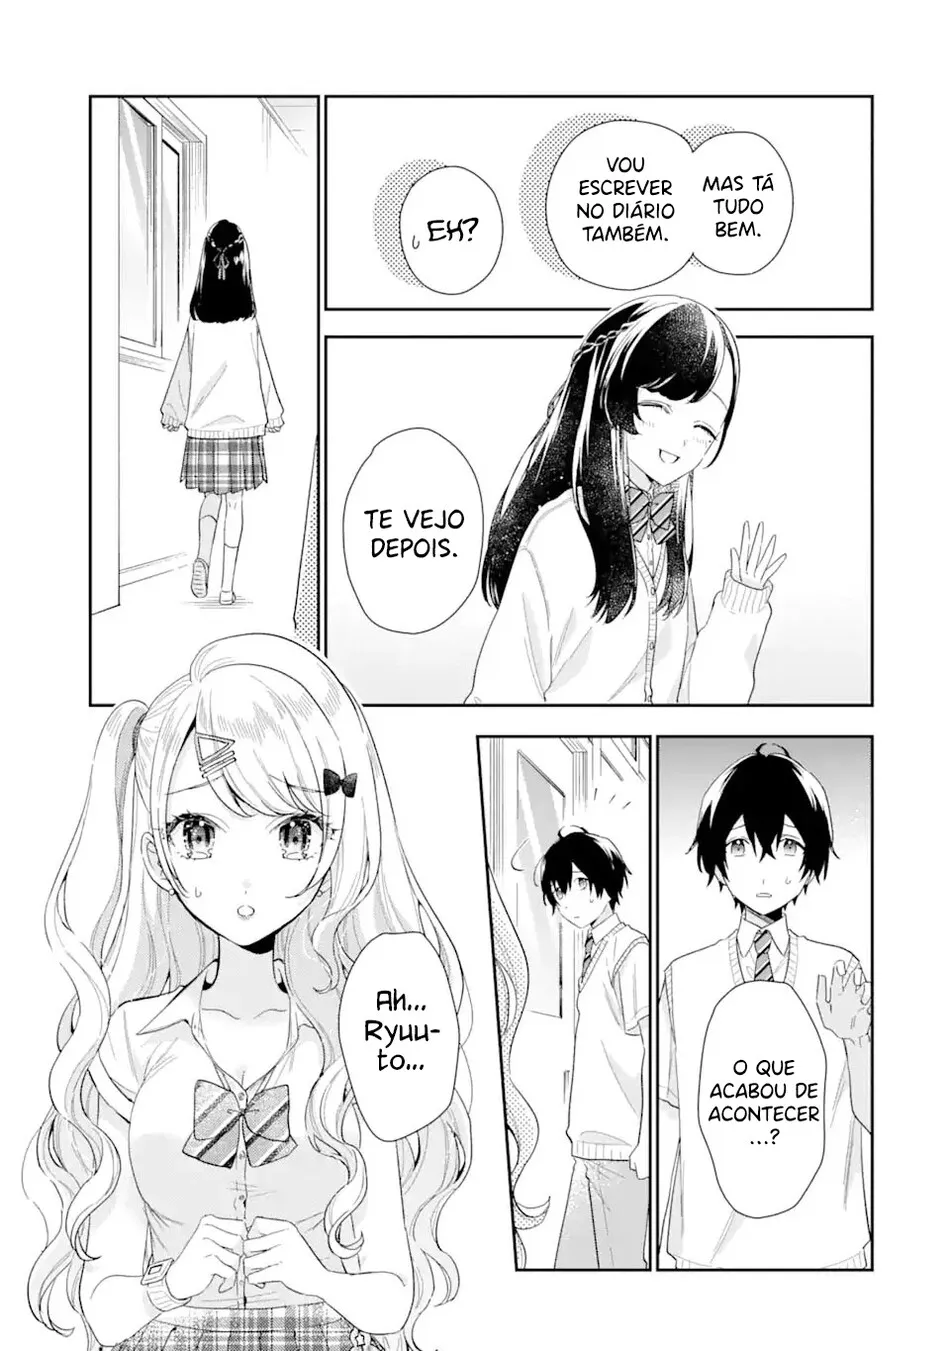 MAS TÁ
TUDO
BEM.
VOU
ESCREVER
NO DIÁRIO
TAMBÉM.
EH?
TE VEJO
DEPOIS.
O QUE
ACABOU DE
ACONTECER
...?
Ah...
Ryuu-
to...